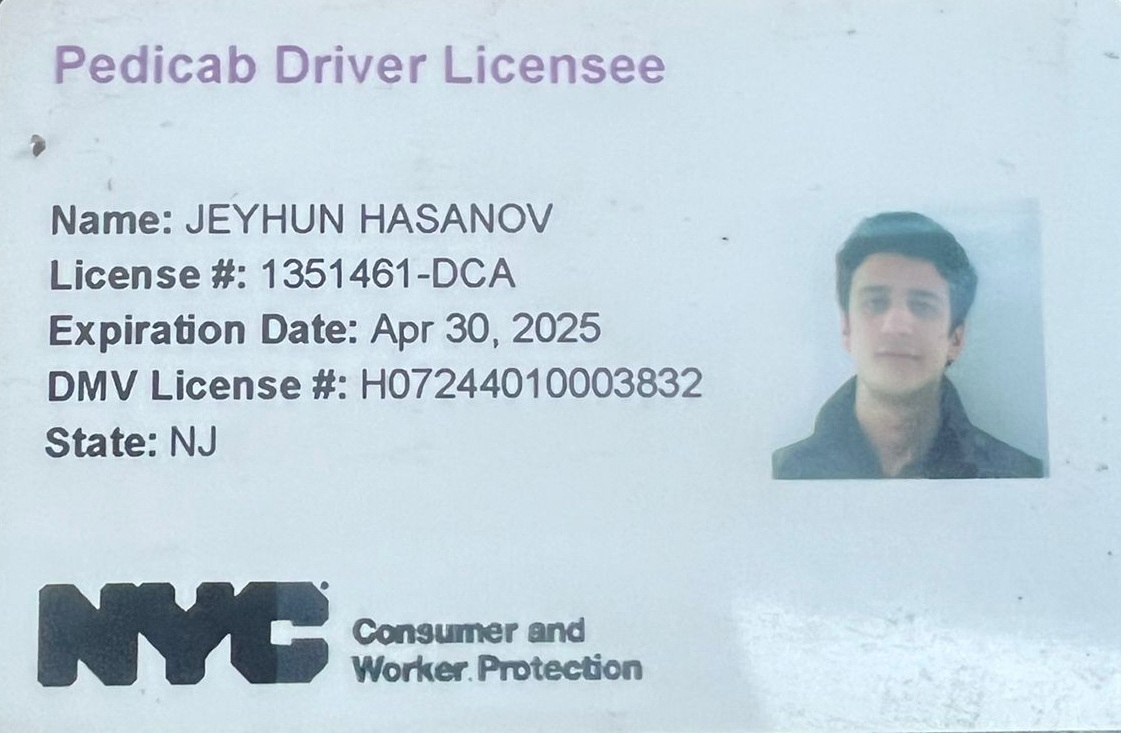 Pedicab Driver Licensee
Name: JEYHUN HASANOV
License #: 1351461-DCA
Expiration Date: Apr 30, 2025
DMV License #: H07244010003832
State: NJ
NYC
Consumer and
Worker Protection